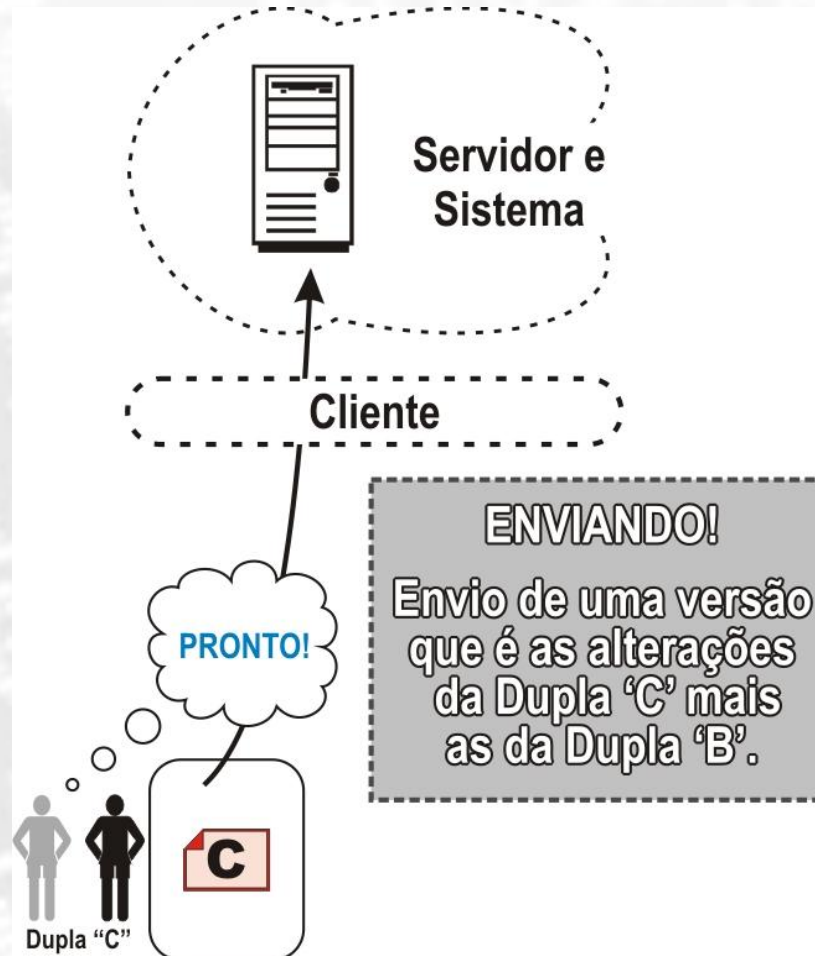 Servidor e
Sistema
Cliente
ENVIANDO!
Envio de uma versão
que é as alterações
da Dupla ‘C’ mais
as da Dupla ‘B’.
PRONTO!
C
Dupla “C”